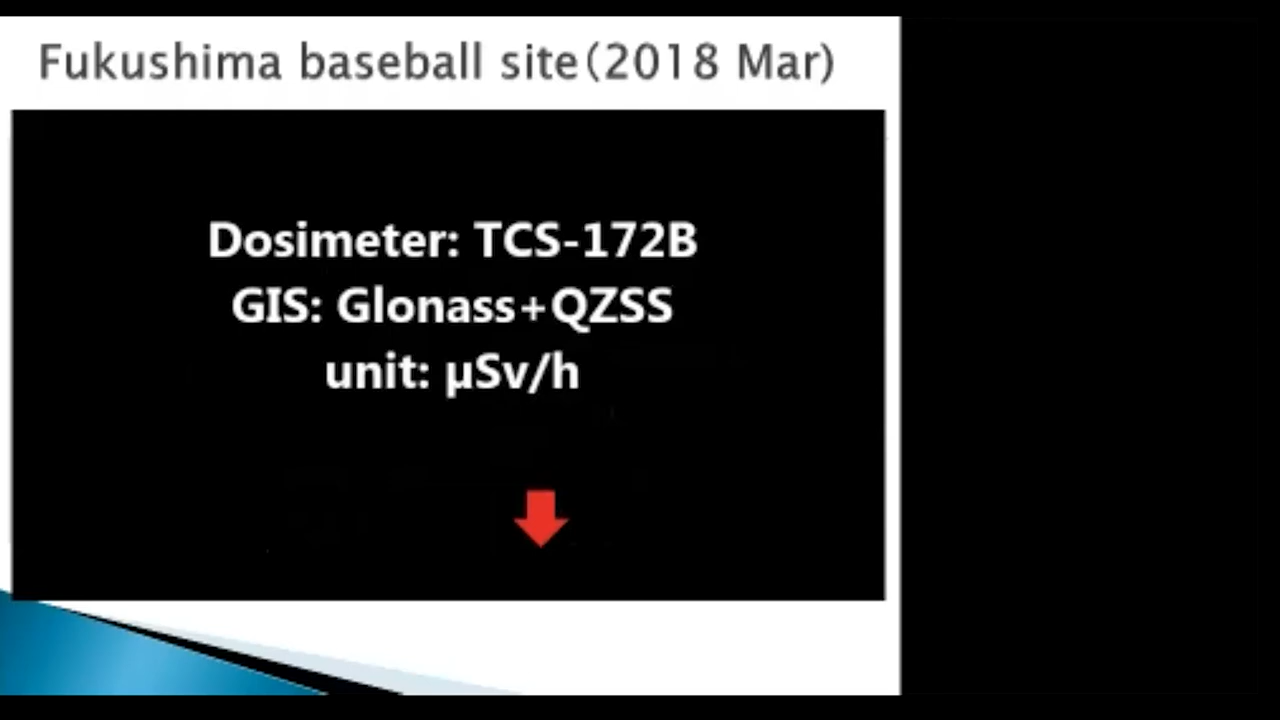 Fukushima baseball site(2018 Mar)
Dosimeter: TCS-172B
GIS: Glonass+QZSS
unit: μSv/h